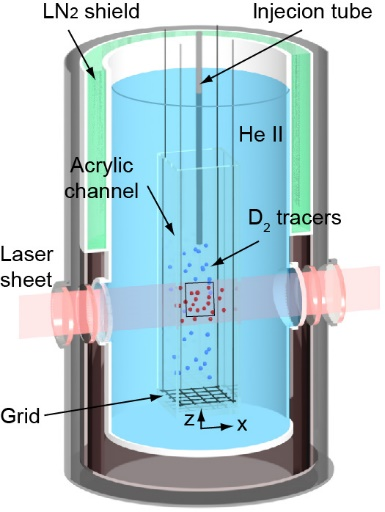 LN2 shield
Injecion tube
He II
Acrylic
channel
D2 tracers
Laser
sheet
Grid
z
x